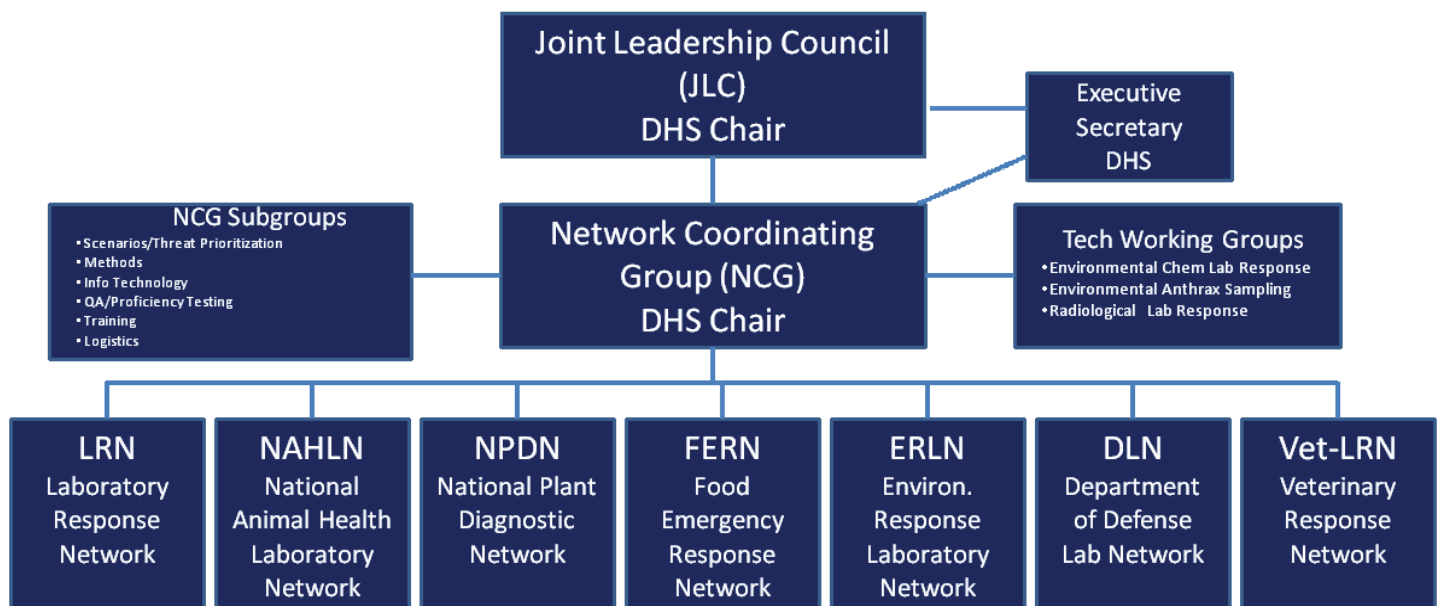 Joint Leadership Council
(JLC)
DHS Chair
Executive
Secretary
DHS
NCG Subgroups
▪ Scenarios/Threat Prioritization
▪ Methods
▪ Info Technology
▪ QA/Proficiency Testing
▪ Training
▪ Logistics
Network Coordinating
Group (NCG)
DHS Chair
Tech Working Groups
▪Environmental Chem Lab Response
▪Environmental Anthrax Sampling
▪Radiological Lab Response
LRN
Laboratory
Response
Network
NAHLN
National
Animal Health
Laboratory
Network
NPDN
National Plant
Diagnostic
Network
FERN
Food
Emergency
Response
Network
ERLN
Environ.
Response
Laboratory
Network
DLN
Department
of Defense
Lab Network
Vet-LRN
Veterinary
Response
Network